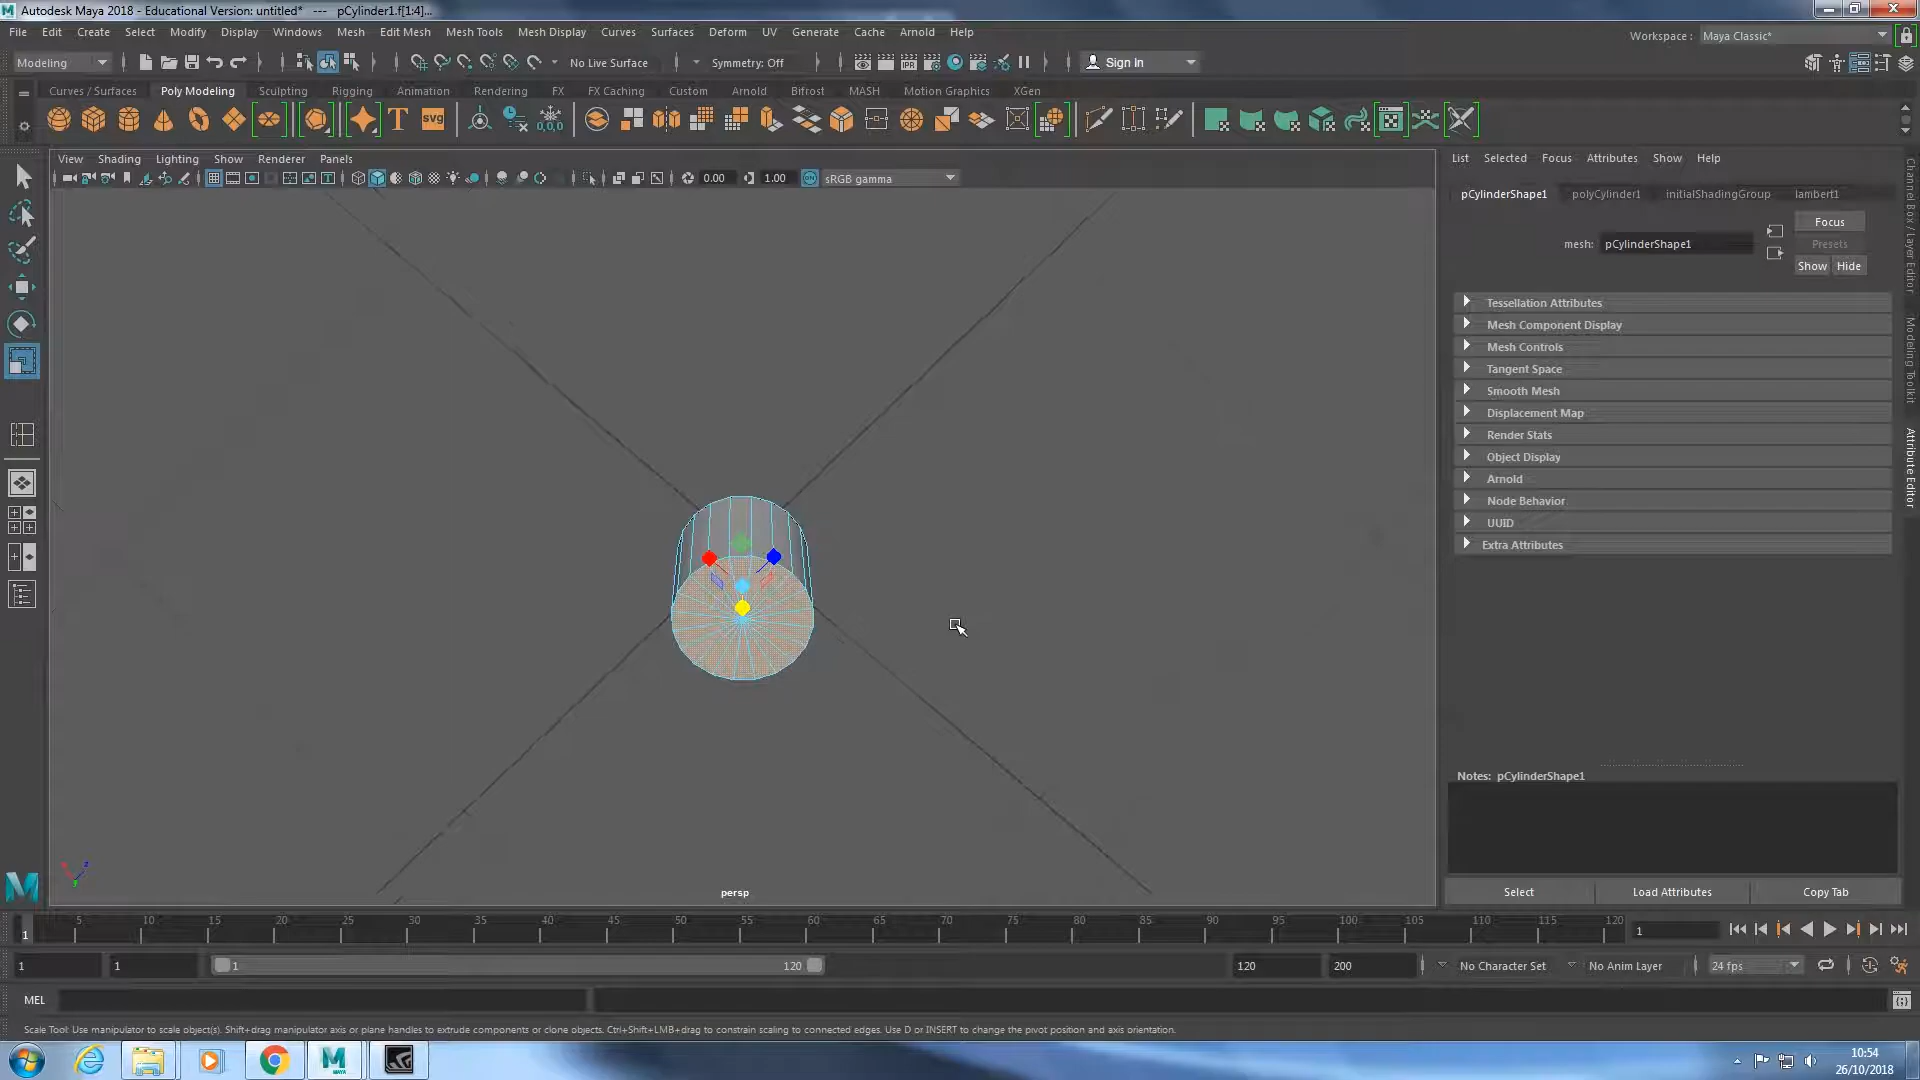 Autodesk Maya 2018 - Educational Version: untitled*   ---   pCylinder1.f[1:4]...
File Edit Create Select Modify Display Windows Mesh Edit Mesh Mesh Tools Mesh Display Curves Surfaces Deform UV Generate Cache Arnold Help
Workspace : Maya Classic*
Modeling No Live Surface Symmetry: Off Sign In
Curves / Surfaces Poly Modeling Sculpting Rigging Animation Rendering FX FX Caching Custom Arnold Bifrost MASH Motion Graphics XGen
T SVG 0,0,0
View Shading Lighting Show Renderer Panels
0.00 1.00 sRGB gamma
List Selected Focus Attributes Show Help
pCylinderShape1 polyCylinder1 initialShadingGroup lambert1
Focus
mesh: pCylinderShape1
Presets
Show Hide
Tessellation Attributes
Mesh Component Display
Mesh Controls
Tangent Space
Smooth Mesh
Displacement Map
Render Stats
Object Display
Arnold
Node Behavior
UUID
Extra Attributes
Channel Box / Layer Editor
Modeling Toolkit
Attribute Editor
Notes: pCylinderShape1
Select Load Attributes Copy Tab
persp
5 10 15 20 25 30 35 40 45 50 55 60 65 70 75 80 85 90 95 100 105 110 115 120
1 1
1 1 1 120 120 200 No Character Set No Anim Layer 24 fps
MEL
Scale Tool: Use manipulator to scale object(s). Shift+drag manipulator axis or plane handles to extrude components or clone objects. Ctrl+Shift+LMB+drag to constrain scaling to connected edges. Use D or INSERT to change the pivot position and axis orientation.
10:54
26/10/2018